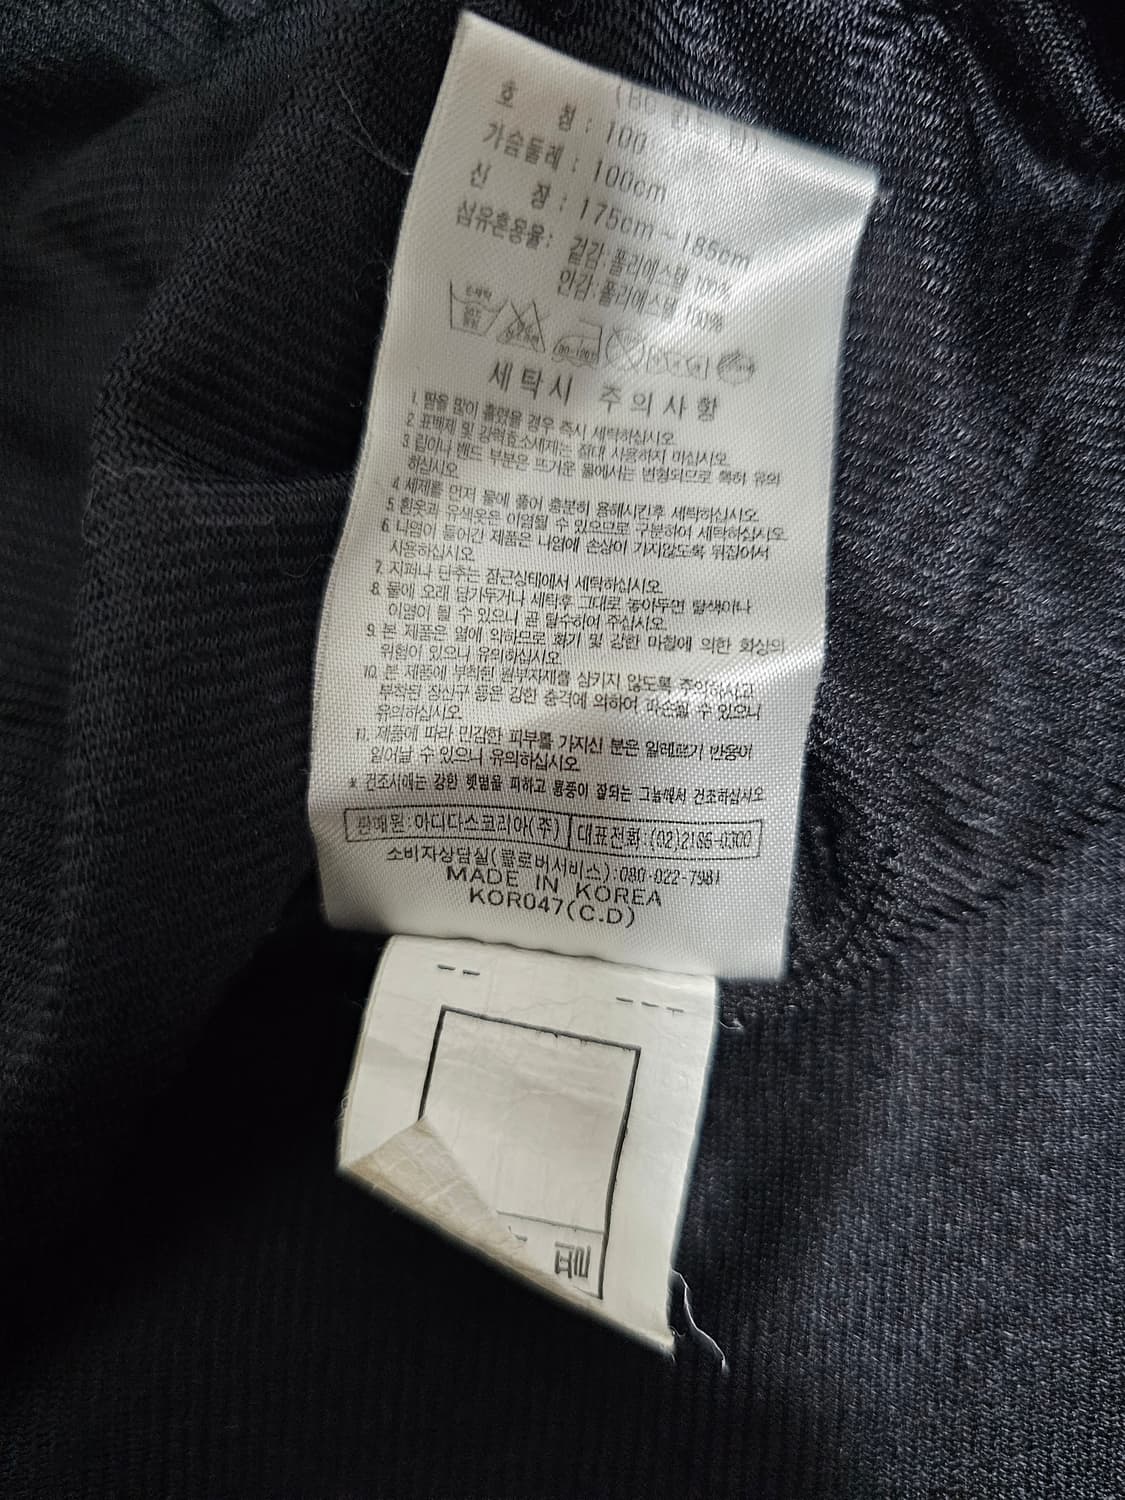 호 칭 : 100
가슴둘레 : 100cm
신 장 : 175cm~185cm
섬유혼용율: 겉감:폴리에스텔 100%
안감:폴리에스텔 100%
세탁시 주의사항
1. 땀을 많이 흘렸을 경우 즉시 세탁하십시오.
2. 표백제 및 강력효소세제는 절대 사용하지 마십시오.
3. 립이나 밴드 부분은 뜨거운 물에서는 변형되므로 특히 유의
하십시오.
4. 세제를 먼저 물에 풀어 충분히 용해시킨후 세탁하십시오.
5. 흰옷과 유색옷은 이염될 수 있으므로 구분하여 세탁하십시오.
6. 나염이 들어간 제품은 나염에 손상이 가지않도록 뒤집어서
사용하십시오.
7. 지퍼나 단추는 잠근상태에서 세탁하십시오.
8. 물에 오래 담가두거나 세탁후 그대로 놓아두면 탈색이나
이염이 될 수 있으니 곧 탈수하여 주십시오.
9. 본 제품은 열에 약하므로 화기 및 강한 마찰에 의한 화상의
위험이 있으니 유의하십시오.
10. 본 제품에 부착한 원부자재를 삼키지 않도록 주의하시고
부착된 장신구 등은 강한 충격에 의하여 파손될 수 있으니
유의하십시오.
11. 제품에 따라 민감한 피부를 가지신 분은 알레르기 반응이
일어날 수 있으니 유의하십시오.
* 건조시에는 강한 햇볕을 피하고 통풍이 잘되는 그늘에서 건조하십시오
판매원:아디다스코리아(주) 대표전화:(02)2186-0300
소비자상담실(클로버서비스):080-022-7981
MADE IN KOREA
KOR047(C.D)